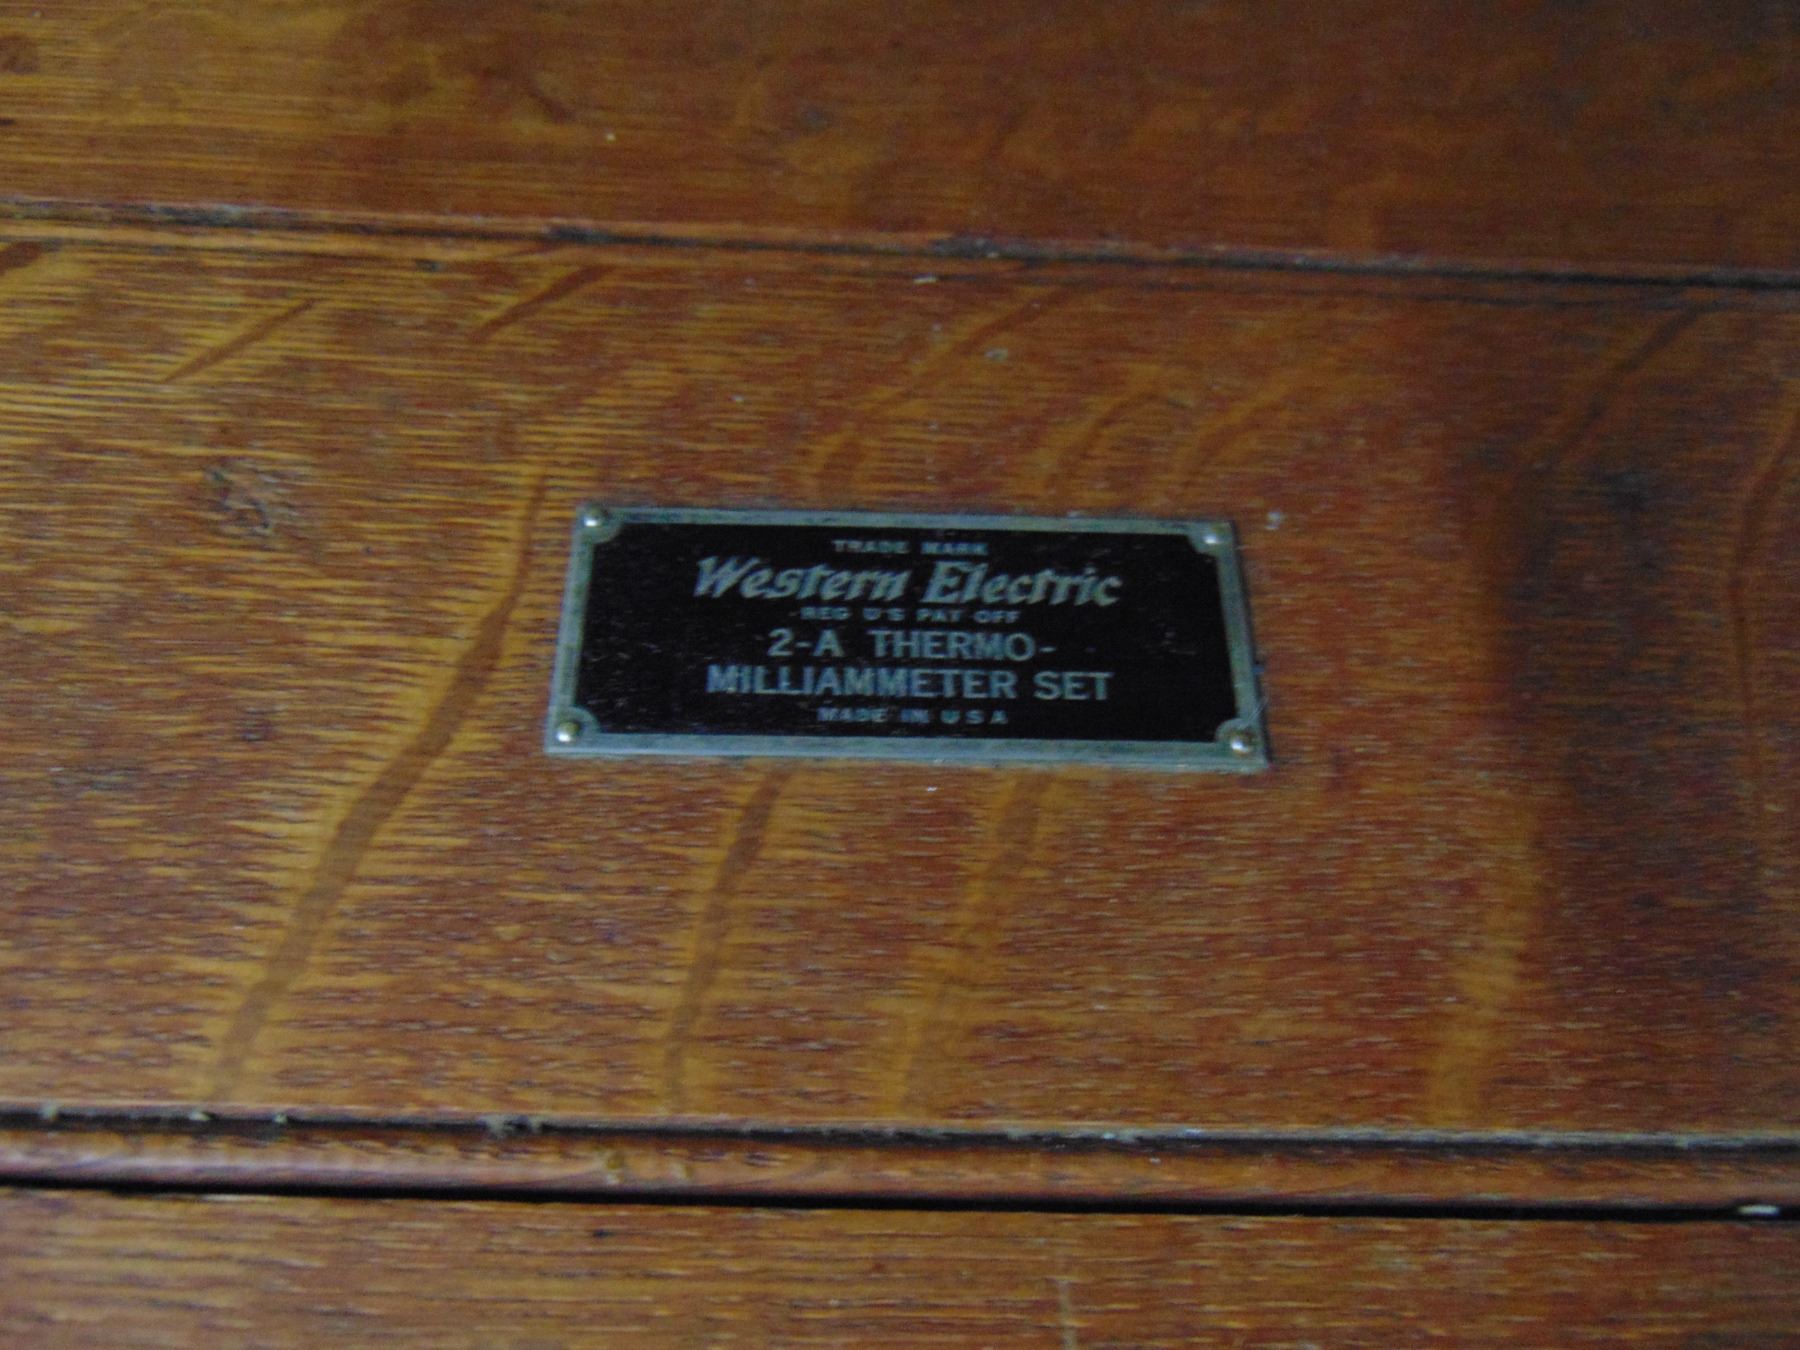 TRADE MARK
Western Electric
REG U S PAT OFF
2-A THERMO-
MILLIAMMETER SET
MADE IN U S A